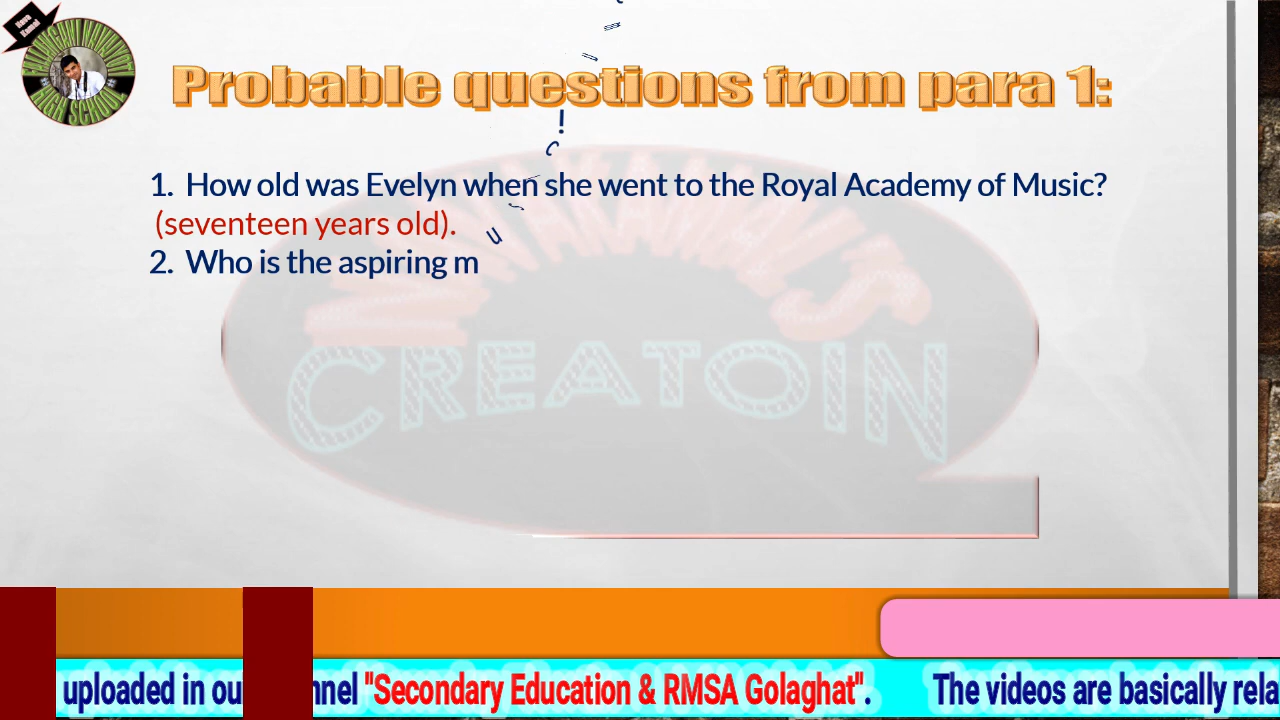 Probable questions from para 1:
1. How old was Evelyn when she went to the Royal Academy of Music?
(seventeen years old).
2. Who is the aspiring m
CREATOIN
uploaded in ou nnel "Secondary Education & RMSA Golaghat". The videos are basically rela